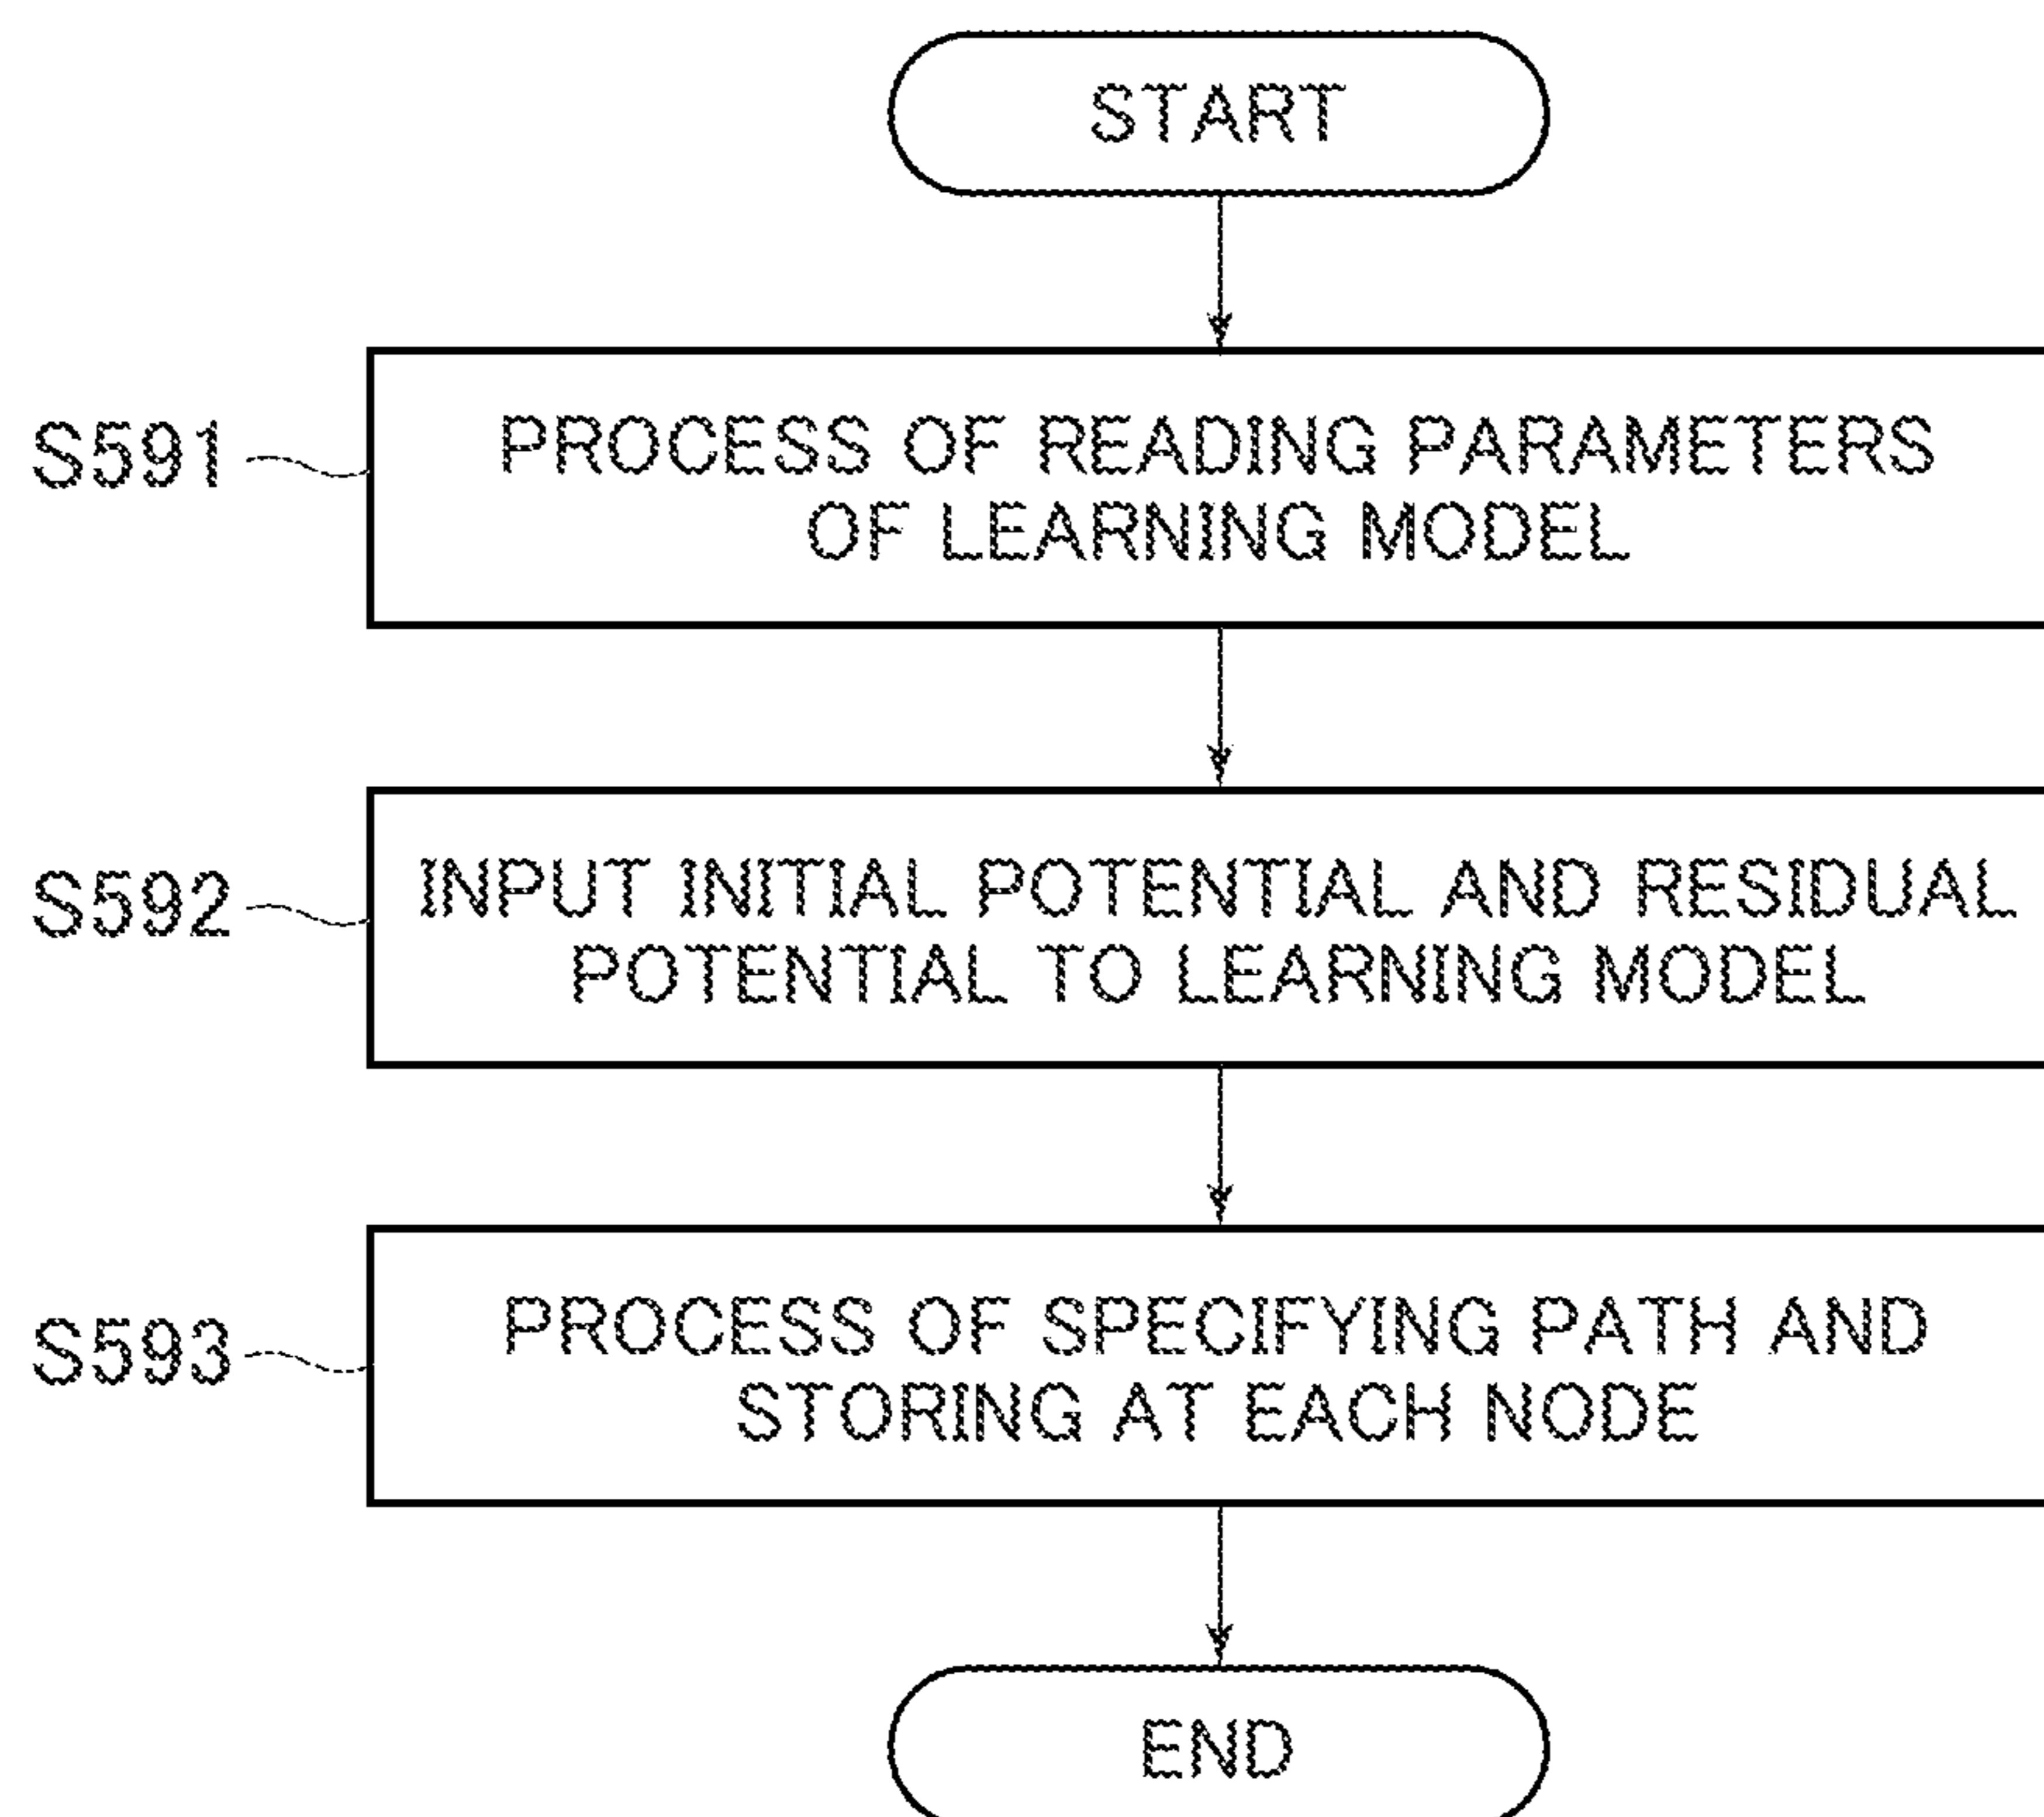 START
S591
PROCESS OF READING PARAMETERS
OF LEARNING MODEL
S592
INPUT INITIAL POTENTIAL AND RESIDUAL
POTENTIAL TO LEARNING MODEL
S593
PROCESS OF SPECIFYING PATH AND
STORING AT EACH NODE
END